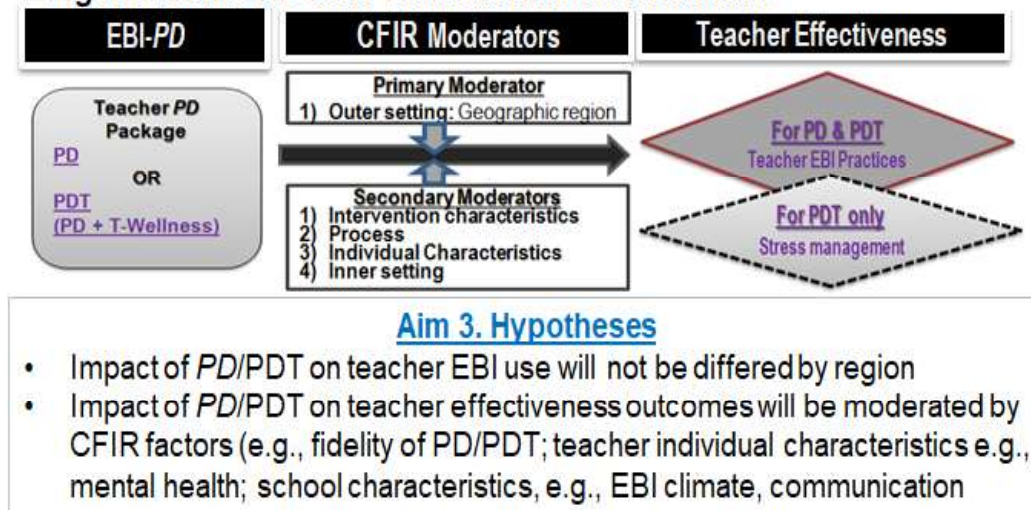 EBI-PD
CFIR Moderators
Teacher Effectiveness
Teacher PD
Package
PD
OR
PDT
(PD + T-Wellness)
Primary Moderator
1) Outer setting: Geographic region
Secondary Moderators
1) Intervention characteristics
2) Process
3) Individual Characteristics
4) Inner setting
For PD & PDT
Teacher EBI Practices
For PDT only
Stress management
Aim 3. Hypotheses
• Impact of PD/PDT on teacher EBI use will not be differed by region
• Impact of PD/PDT on teacher effectiveness outcomes will be moderated by
CFIR factors (e.g., fidelity of PD/PDT; teacher individual characteristics e.g.,
mental health; school characteristics, e.g., EBI climate, communication